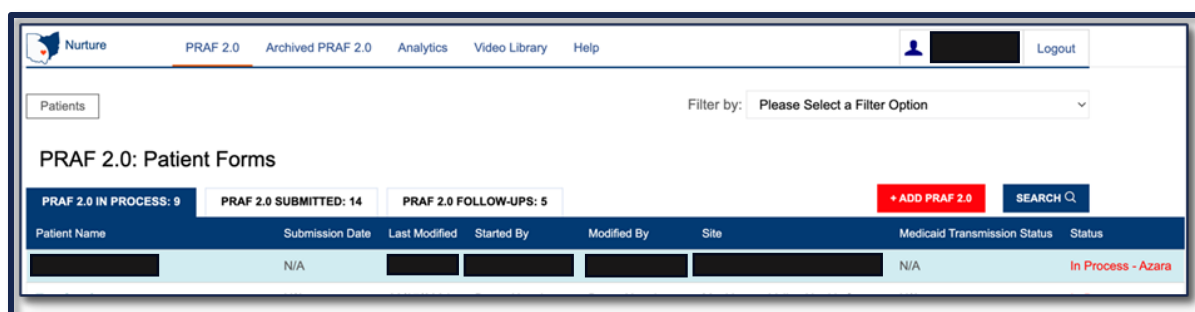 Nurture PRAF 2.0 Archived PRAF 2.0 Analytics Video Library Help Logout
Patients Filter by: Please Select a Filter Option
PRAF 2.0: Patient Forms
PRAF 2.0 IN PROCESS: 9 PRAF 2.0 SUBMITTED: 14 PRAF 2.0 FOLLOW-UPS: 5 + ADD PRAF 2.0 SEARCH
Patient Name Submission Date Last Modified Started By Modified By Site Medicaid Transmission Status Status
N/A N/A In Process - Azara